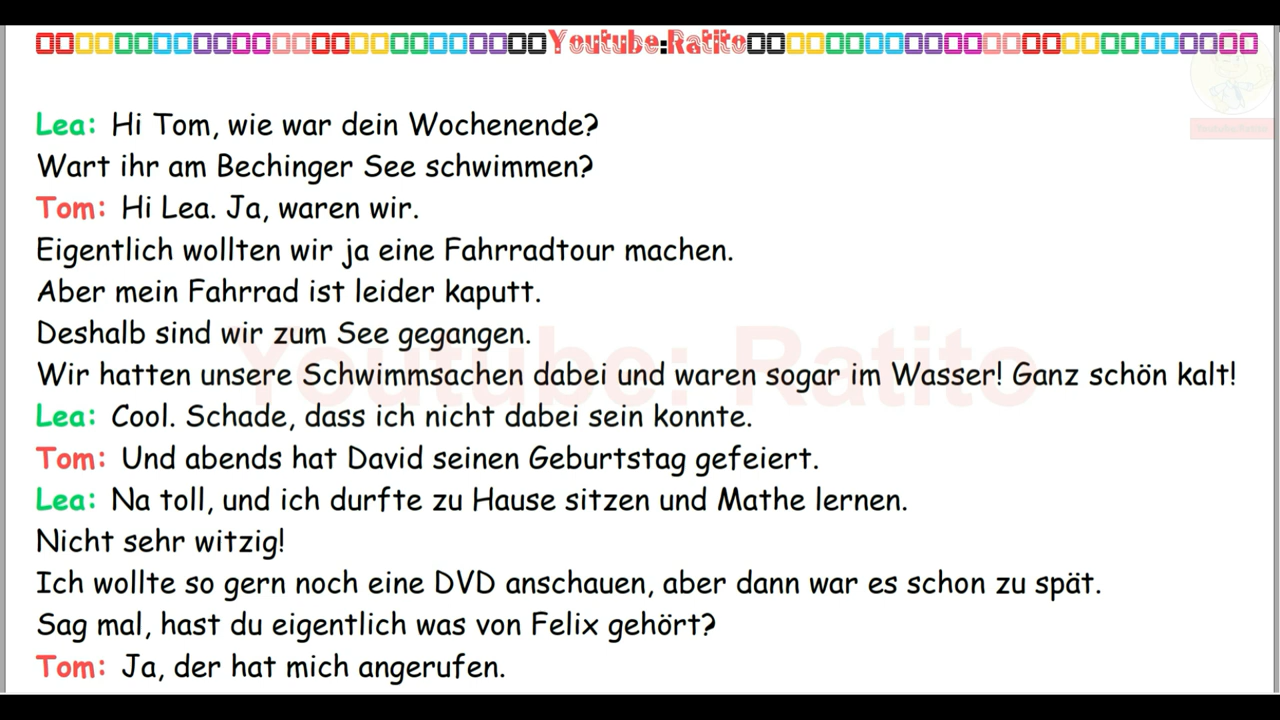 Youtube:Ratito
Lea: Hi Tom, wie war dein Wochenende?
Wart ihr am Bechinger See schwimmen?
Tom: Hi Lea. Ja, waren wir.
Eigentlich wollten wir ja eine Fahrradtour machen.
Aber mein Fahrrad ist leider kaputt.
Deshalb sind wir zum See gegangen.
Youtube: Ratito
Wir hatten unsere Schwimmsachen dabei und waren sogar im Wasser! Ganz schön kalt!
Lea: Cool. Schade, dass ich nicht dabei sein konnte.
Tom: Und abends hat David seinen Geburtstag gefeiert.
Lea: Na toll, und ich durfte zu Hause sitzen und Mathe lernen.
Nicht sehr witzig!
Ich wollte so gern noch eine DVD anschauen, aber dann war es schon zu spät.
Sag mal, hast du eigentlich was von Felix gehört?
Tom: Ja, der hat mich angerufen.